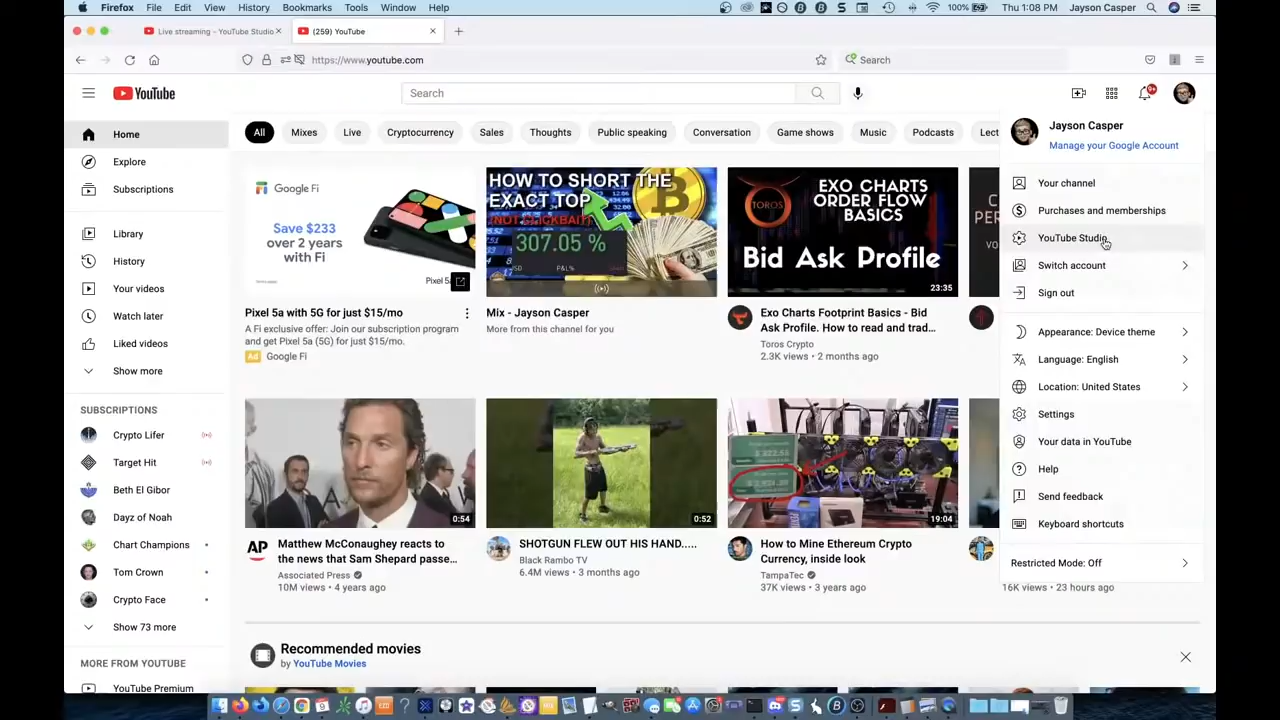 Firefox File Edit View History Bookmarks Tools Window Help
100% Thu 1:08 PM Jayson Casper
Live streaming - YouTube Studio
(259) YouTube
https://www.youtube.com
Search
YouTube
Search
9+
Home
Explore
Subscriptions
Library
History
Your videos
Watch later
Liked videos
Show more
SUBSCRIPTIONS
Crypto Lifer
Target Hit
Beth El Gibor
Dayz of Noah
Chart Champions
Tom Crown
Crypto Face
Show 73 more
MORE FROM YOUTUBE
YouTube Premium
All Mixes Live Cryptocurrency Sales Thoughts Public speaking Conversation Game shows Music Podcasts Lect
Google Fi
Save $233
over 2 years
with Fi
Pixel 5a
Pixel 5a with 5G for just $15/mo
A Fi exclusive offer: Join our subscription
program and get Pixel 5a (5G) for just $15/mo.
Ad Google Fi
HOW TO SHORT THE
EXACT TOP
(NOT CLICKBAIT)
307.05 %
Mix - Jayson Casper
More from this channel for you
TOROS
EXO CHARTS
ORDER FLOW
BASICS
Bid Ask Profile
23:35
Exo Charts Footprint Basics - Bid
Ask Profile. How to read and trad...
Toros Crypto
2.3K views • 2 months ago
0:54
Matthew McConaughey reacts to
the news that Sam Shepard passe...
AP
Associated Press
10M views • 4 years ago
0:52
SHOTGUN FLEW OUT HIS HAND.....
Black Rambo TV
6.4M views • 3 months ago
19:04
How to Mine Ethereum Crypto
Currency, inside look
TampaTec
37K views • 3 years ago
16K views • 23 hours ago
Recommended movies
by YouTube Movies
Jayson Casper
Manage your Google Account
Your channel
Purchases and memberships
YouTube Studio
Switch account
Sign out
Appearance: Device theme
Language: English
Location: United States
Settings
Your data in YouTube
Help
Send feedback
Keyboard shortcuts
Restricted Mode: Off